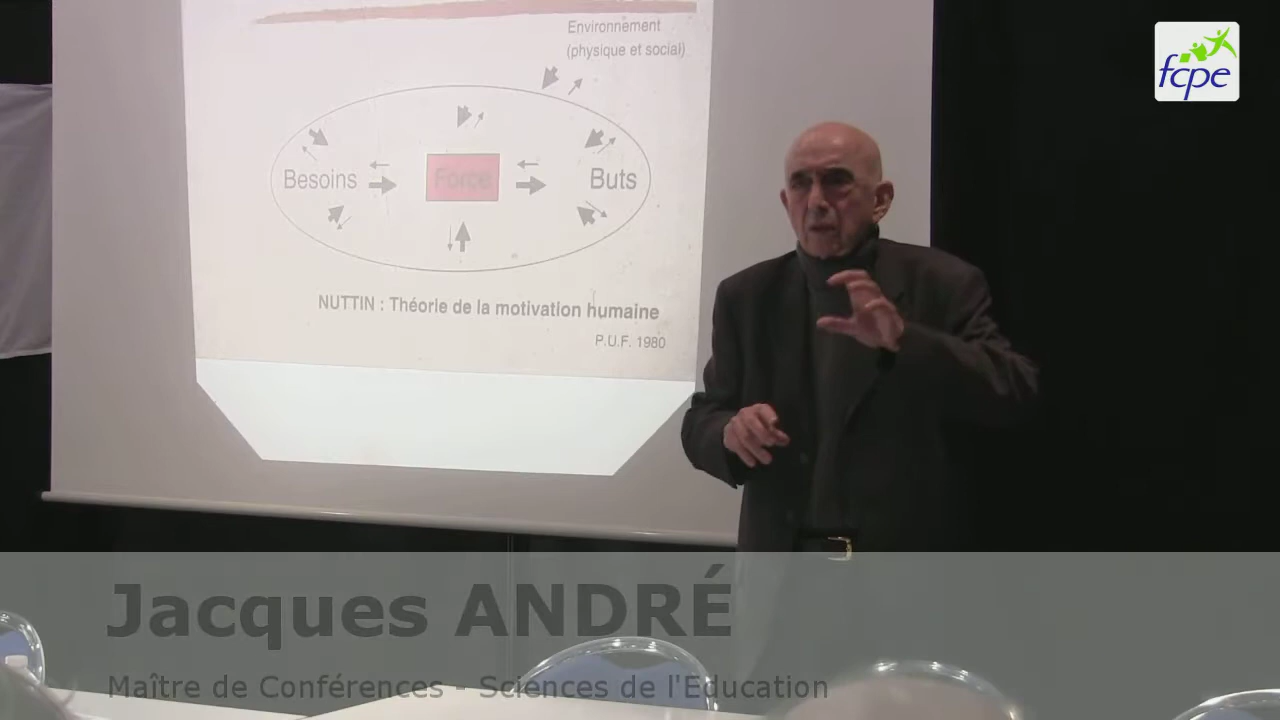 Environnement
(physique et social)
fcpe
Besoins
Force
Buts
NUTTIN : Théorie de la motivation humaine
P.U.F. 1980
Jacques ANDRÉ
Maître de Conférences - Sciences de l'Education